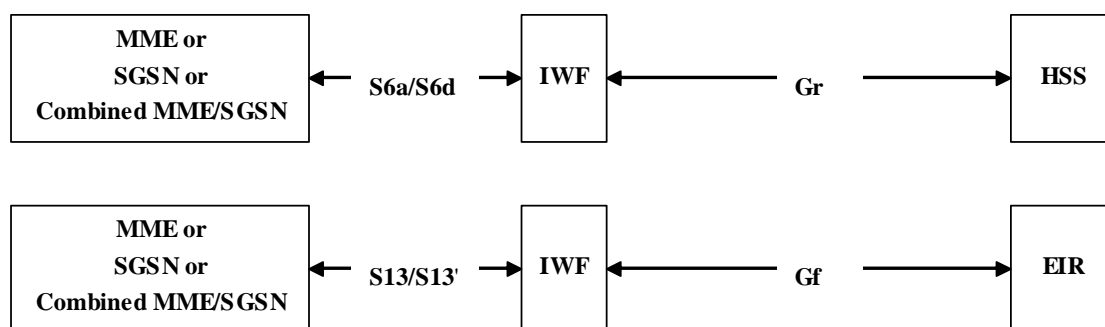 MME or
SGSN or
Combined MME/SGSN
S6a/S6d
IWF
Gr
HSS
MME or
SGSN or
Combined MME/SGSN
S13/S13'
IWF
Gf
EIR